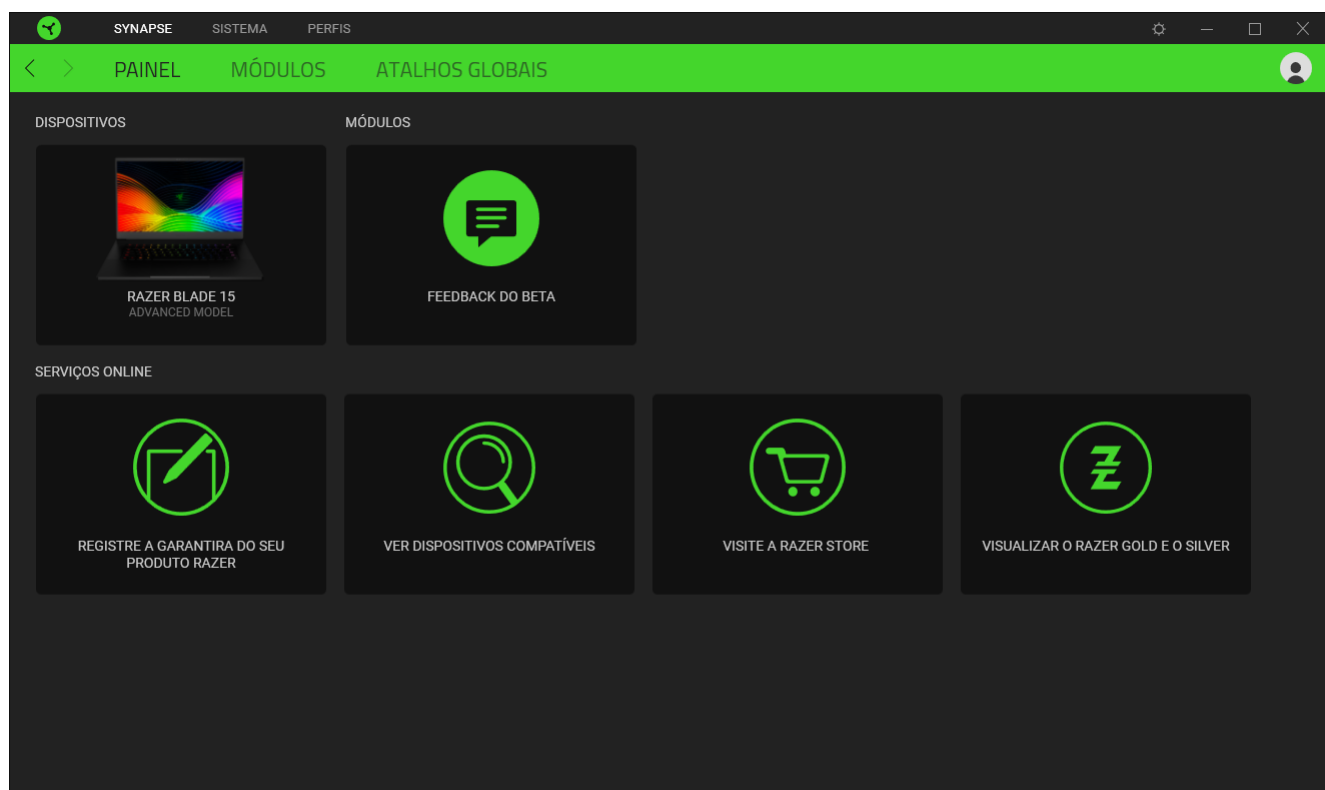 SYNAPSE SISTEMA PERFIS
PAINEL MÓDULOS ATALHOS GLOBAIS
DISPOSITIVOS MÓDULOS
RAZER BLADE 15
ADVANCED MODEL
FEEDBACK DO BETA
SERVIÇOS ONLINE
REGISTRE A GARANTIRA DO SEU
PRODUTO RAZER
VER DISPOSITIVOS COMPATÍVEIS
VISITE A RAZER STORE
VISUALIZAR O RAZER GOLD E O SILVER